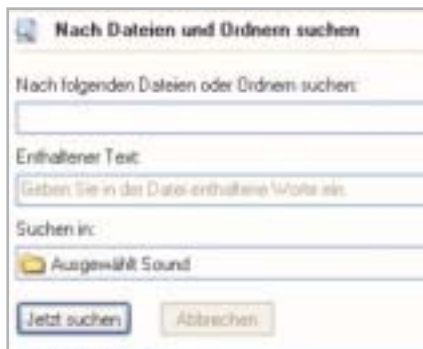 Nach Dateien und Ordnern suchen
Nach folgenden Dateien oder Ordnern suchen:
Enthaltener Text:
Geben Sie in der Datei enthaltene Worte ein.
Suchen in:
Ausgewählt Sound
Jetzt suchen Abbrechen